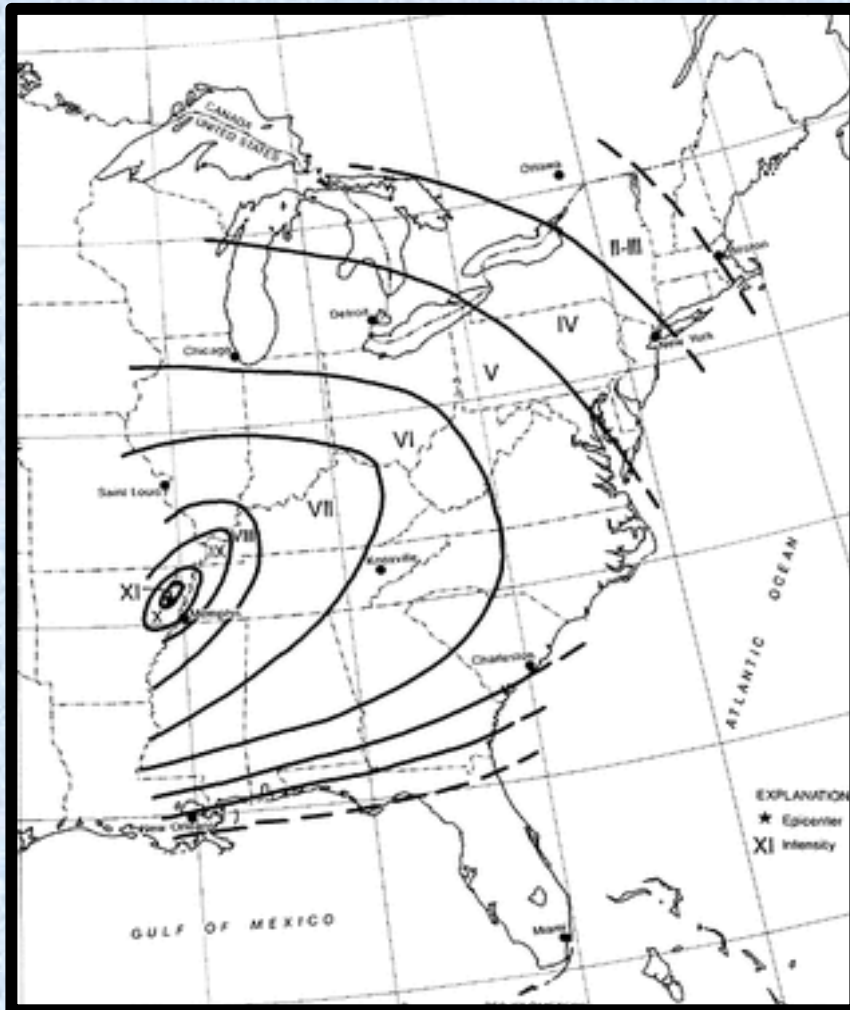 CANADA
UNITED STATES
Ottawa
Boston
II-III
Detroit
IV
New York
Chicago
V
VI
Saint Louis
VII
VIII
IX
Knoxville
XI
X
Memphis
Charleston
ATLANTIC OCEAN
EXPLANATION
★ Epicenter
XI Intensity
New Orleans
GULF OF MEXICO
Miami